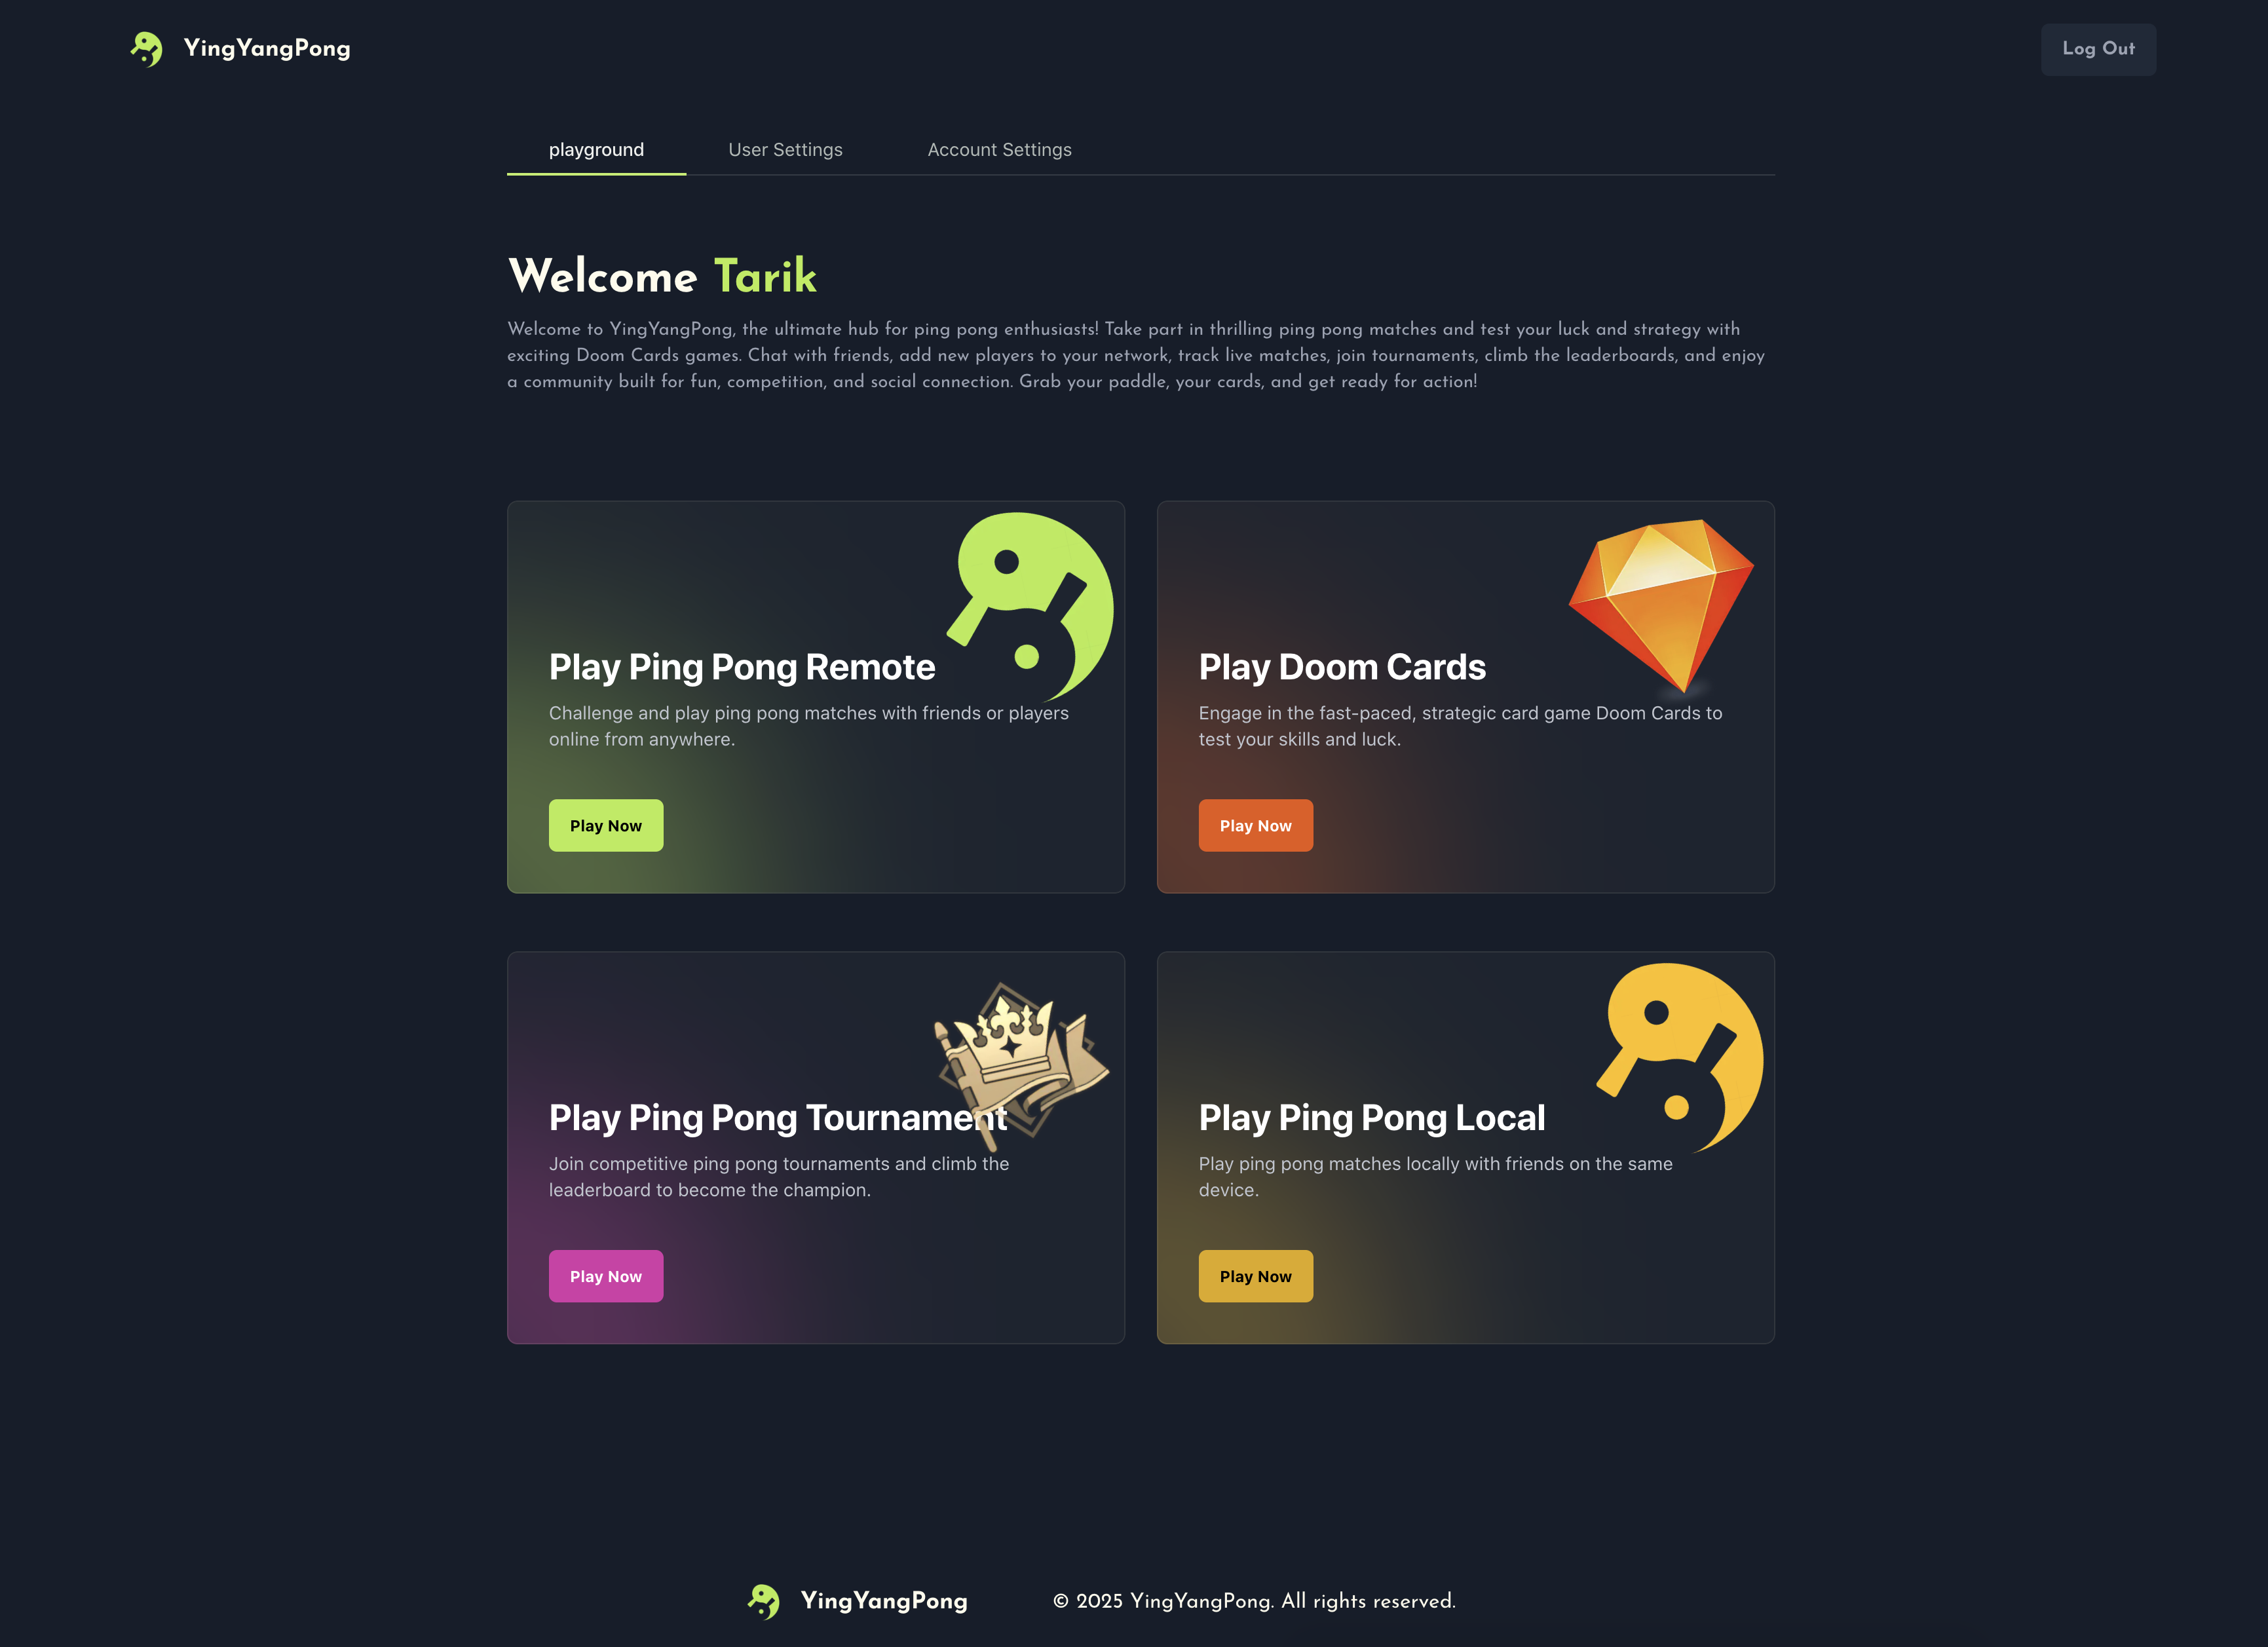 YingYangPong
Log Out
playground
User Settings
Account Settings
Welcome Tarik
Welcome to YingYangPong, the ultimate hub for ping pong enthusiasts! Take part in thrilling ping pong matches and test your luck and strategy with
exciting Doom Cards games. Chat with friends, add new players to your network, track live matches, join tournaments, climb the leaderboards, and enjoy
a community built for fun, competition, and social connection. Grab your paddle, your cards, and get ready for action!
Play Ping Pong Remote
Challenge and play ping pong matches with friends or players
online from anywhere.
Play Now
Play Doom Cards
Engage in the fast-paced, strategic card game Doom Cards to
test your skills and luck.
Play Now
Play Ping Pong Tournament
Join competitive ping pong tournaments and climb the
leaderboard to become the champion.
Play Now
Play Ping Pong Local
Play ping pong matches locally with friends on the same
device.
Play Now
YingYangPong
© 2025 YingYangPong. All rights reserved.